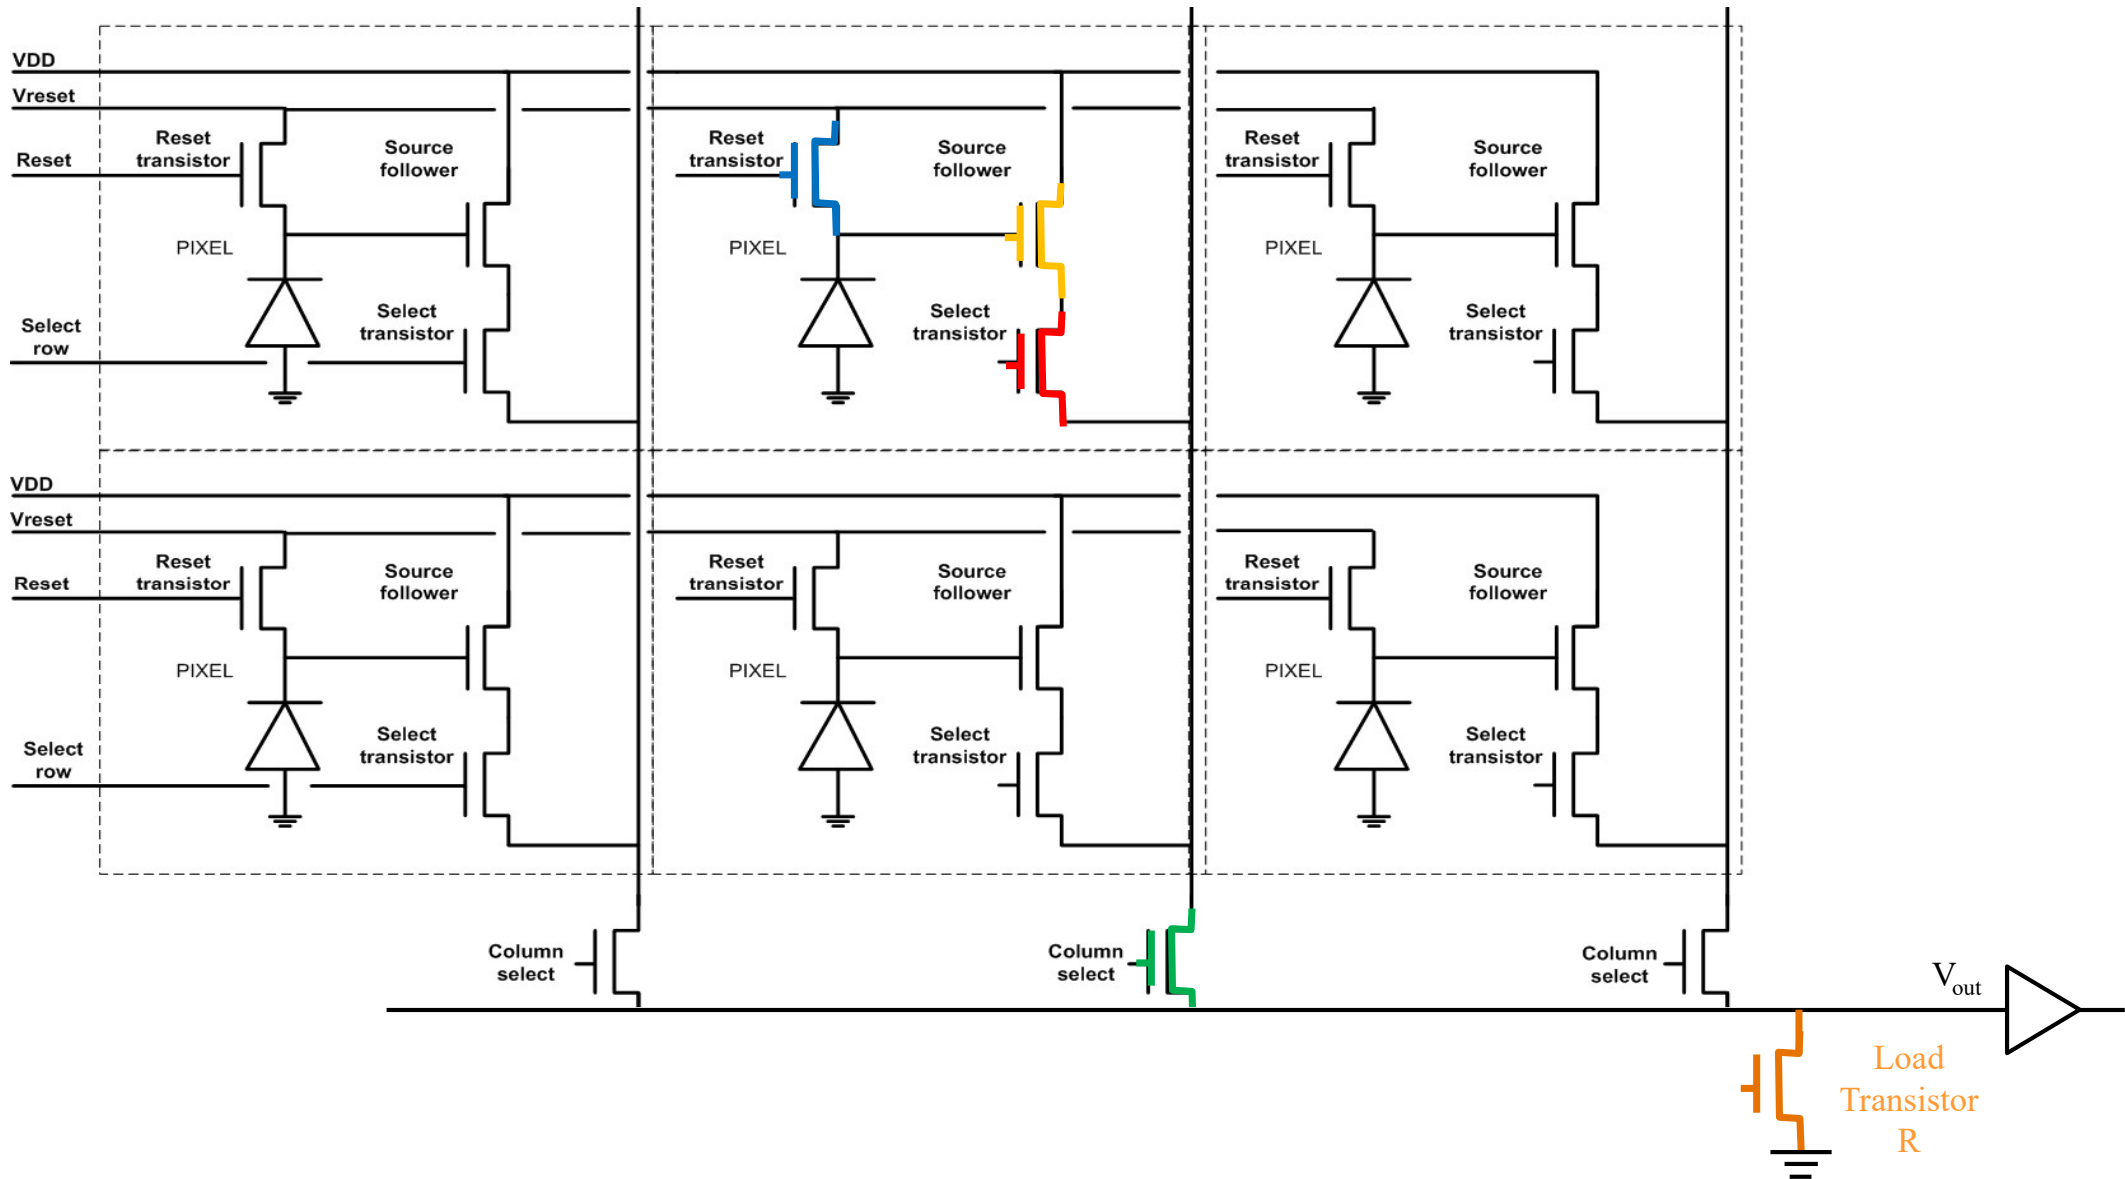 VDD
Vreset
Reset
transistor
Source
follower
Reset
PIXEL
Select
row
Select
transistor
Reset
transistor
Source
follower
PIXEL
Select
transistor
Reset
transistor
Source
follower
PIXEL
Select
transistor
VDD
Vreset
Reset
transistor
Source
follower
Reset
PIXEL
Select
row
Select
transistor
Reset
transistor
Source
follower
PIXEL
Select
transistor
Reset
transistor
Source
follower
PIXEL
Select
transistor
Column
select
Column
select
Column
select
Vout
Load
Transistor
R